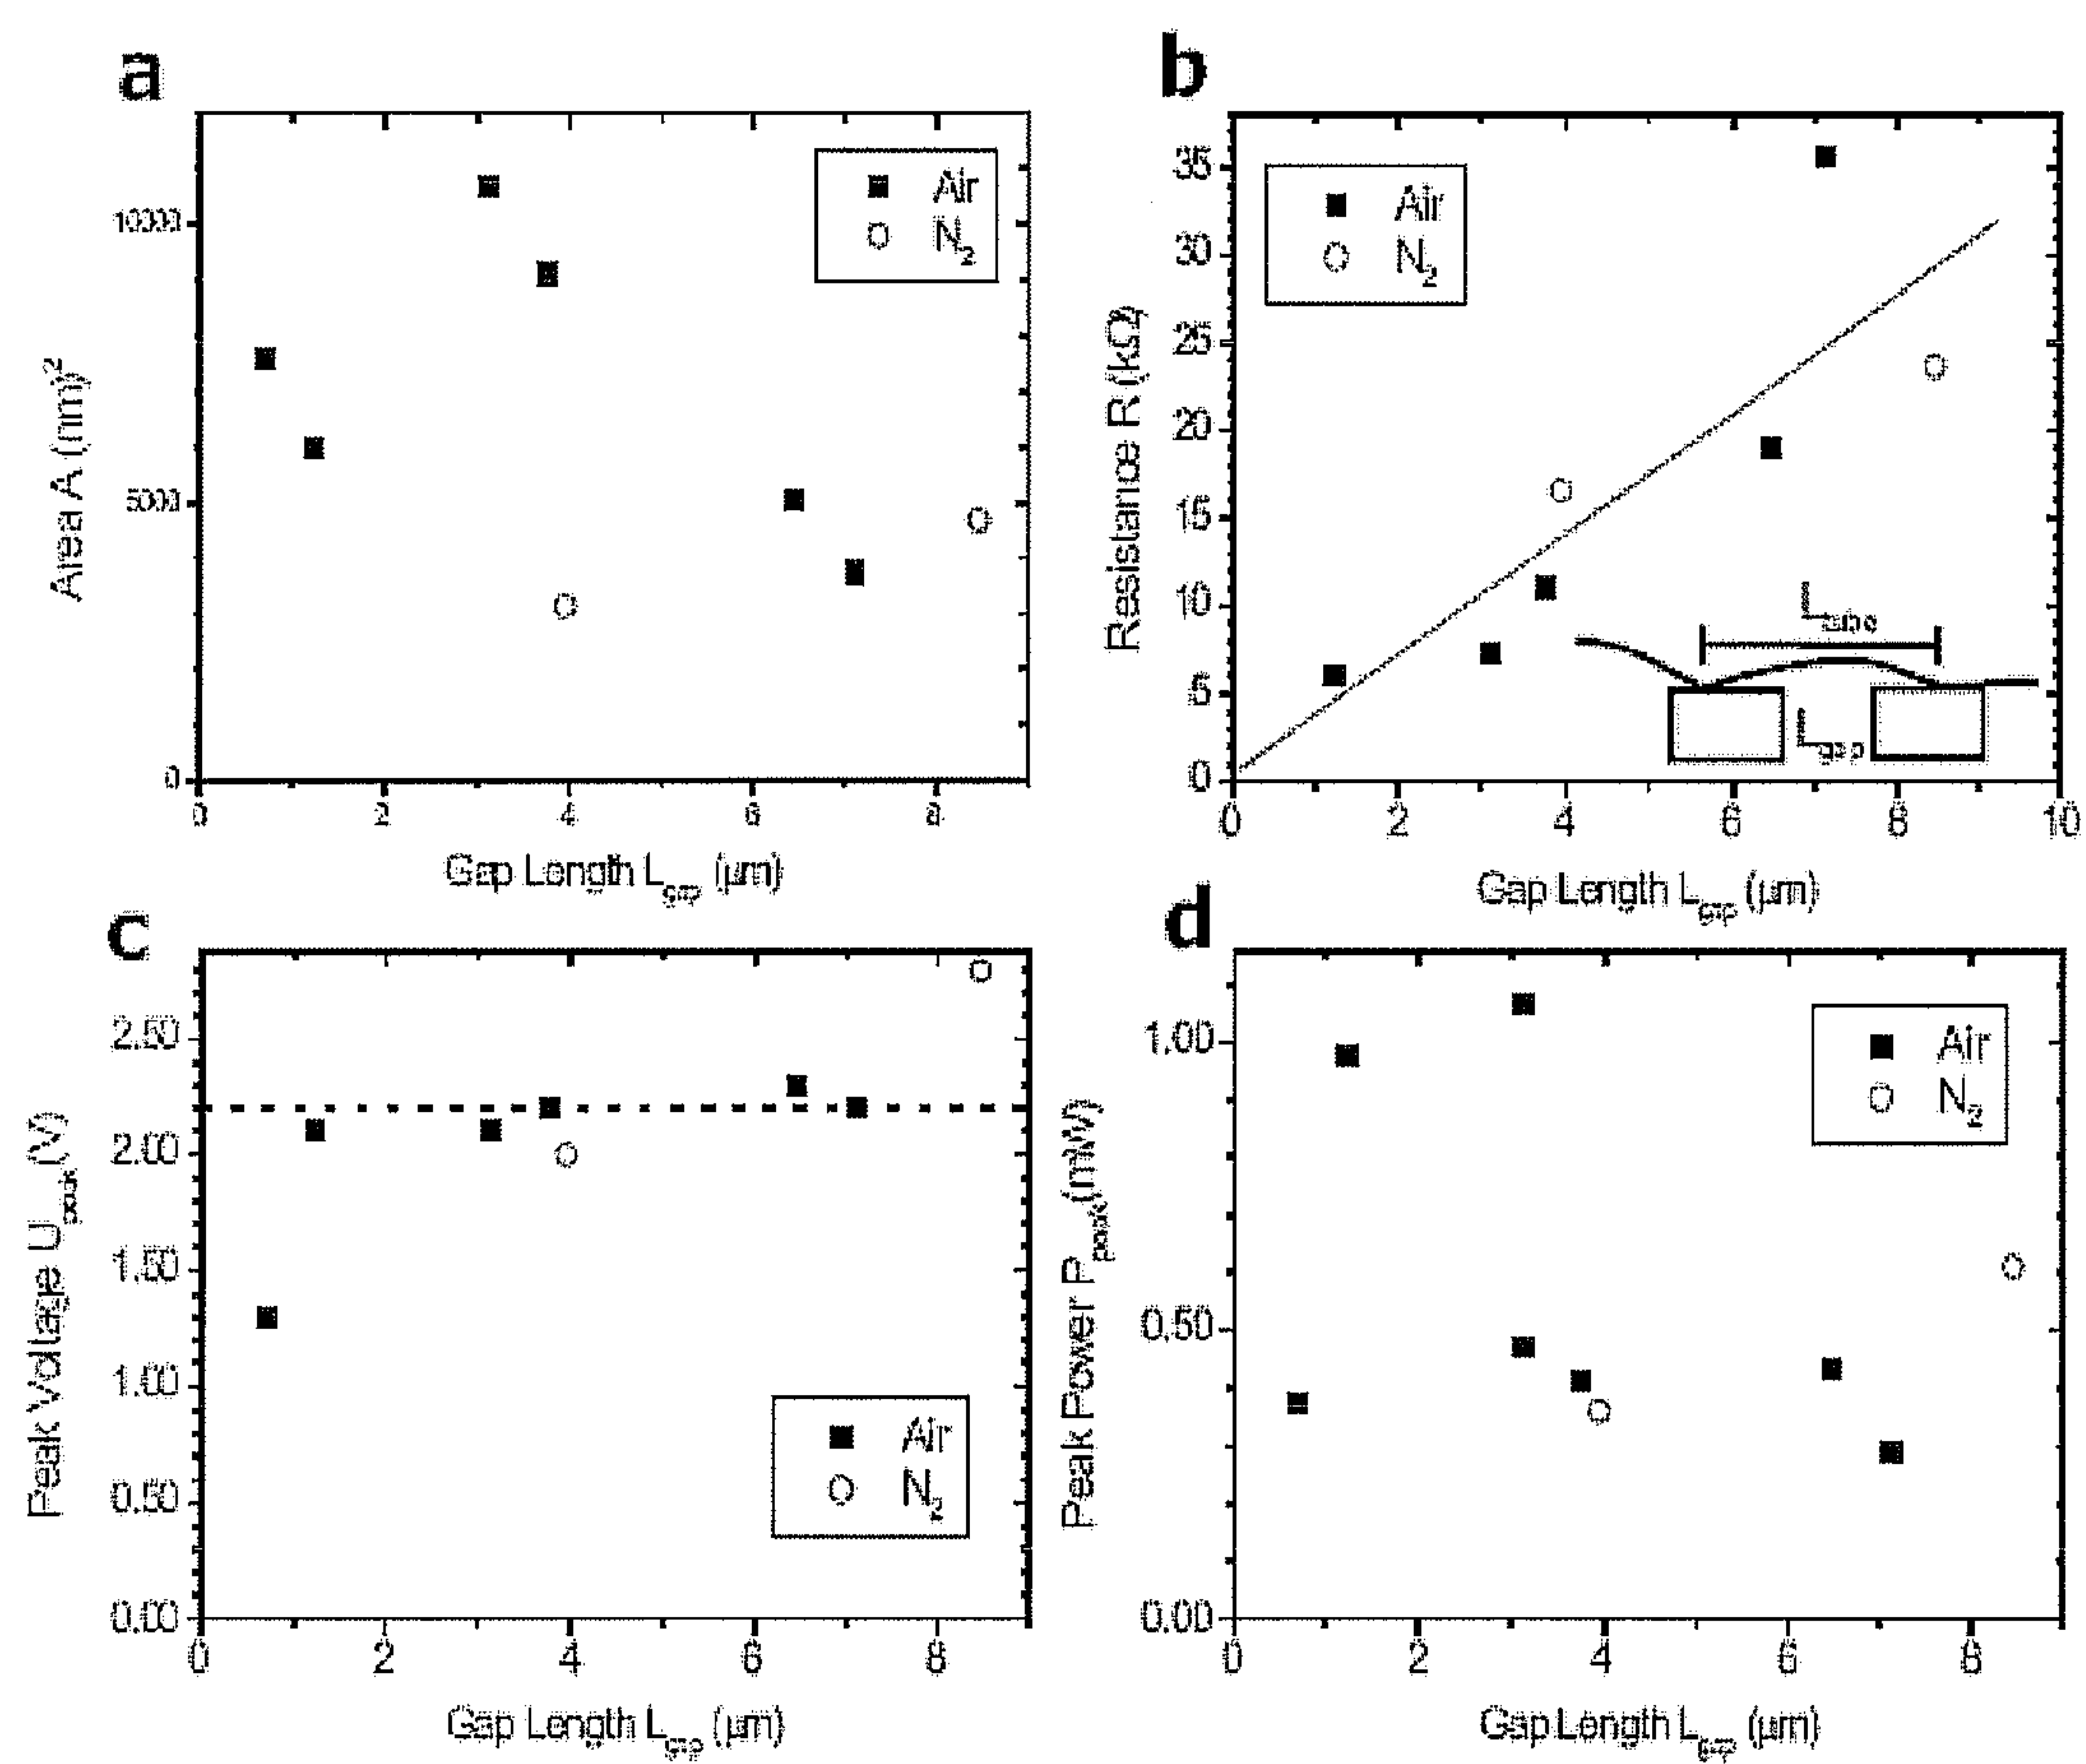 a
Air
N2
10000
5000
0
0 2 4 6 8
Area A (nm)²
Gap Length Lgap (μm)
b
Air
N2
35
30
25
20
15
10
5
0
0 2 4 6 8 10
Resistance R (kΩ)
Ltube
Lgap
Gap Length Lgap (μm)
c
2.50
2.00
1.50
1.00
0.50
0.00
0 2 4 6 8
Peak Voltage Upeak (V)
Air
N2
Gap Length Lgap (μm)
d
1.00
0.50
0.00
0 2 4 6 8
Peak Power Ppeak (mW)
Air
N2
Gap Length Lgap (μm)